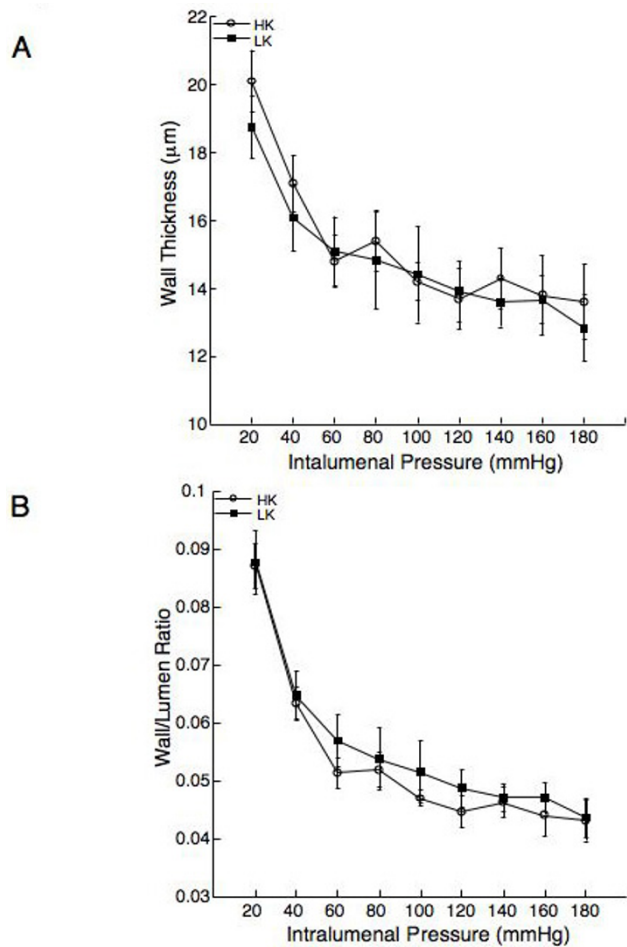 A
HK
LK
Wall Thickness (μm)
22
20
18
16
14
12
10
20 40 60 80 100 120 140 160 180
Intalumenal Pressure (mmHg)
B
HK
LK
Wall/Lumen Ratio
0.1
0.09
0.08
0.07
0.06
0.05
0.04
0.03
20 40 60 80 100 120 140 160 180
Intralumenal Pressure (mmHg)